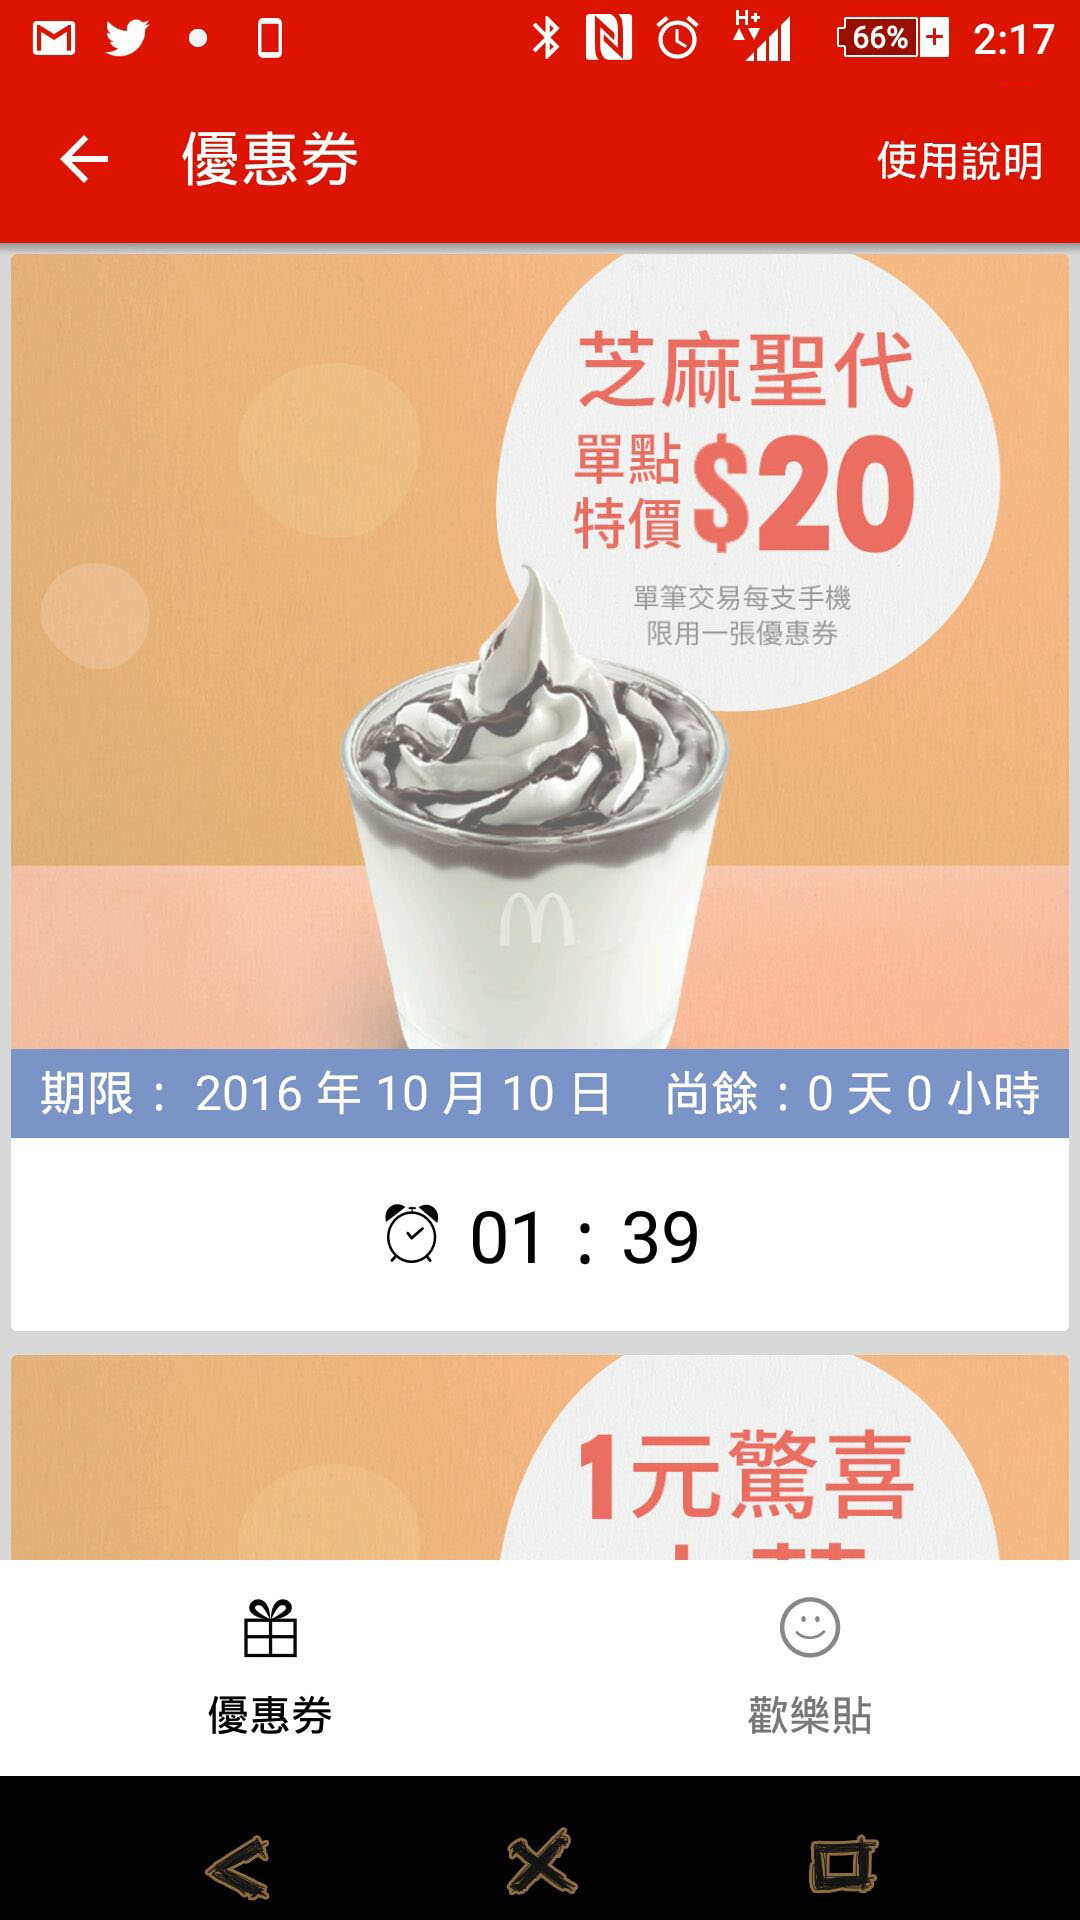 H+
66%
2:17
優惠券
使用說明
芝麻聖代
單點
特價
$20
單筆交易每支手機
限用一張優惠券
期限： 2016 年 10 月 10 日 尚餘：0 天 0 小時
01 : 39
1元驚喜
優惠券
歡樂貼